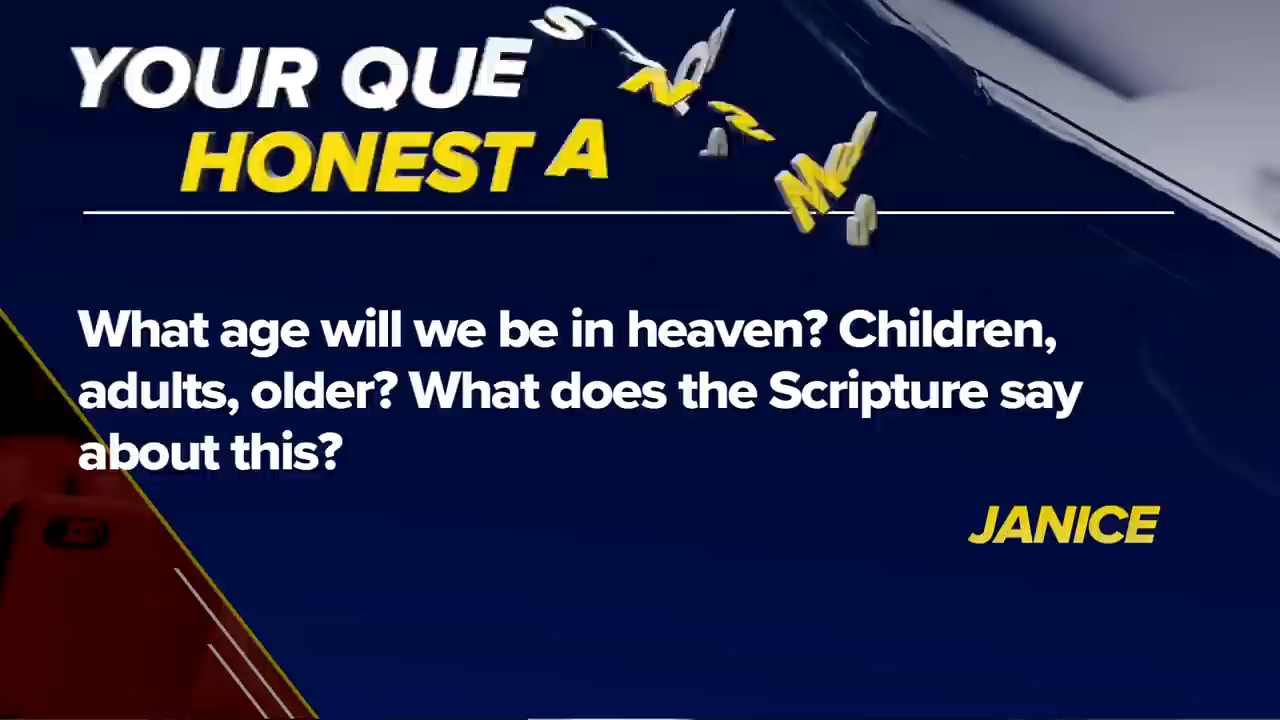 YOUR QUE
HONEST A
What age will we be in heaven? Children,
adults, older? What does the Scripture say
about this?
JANICE